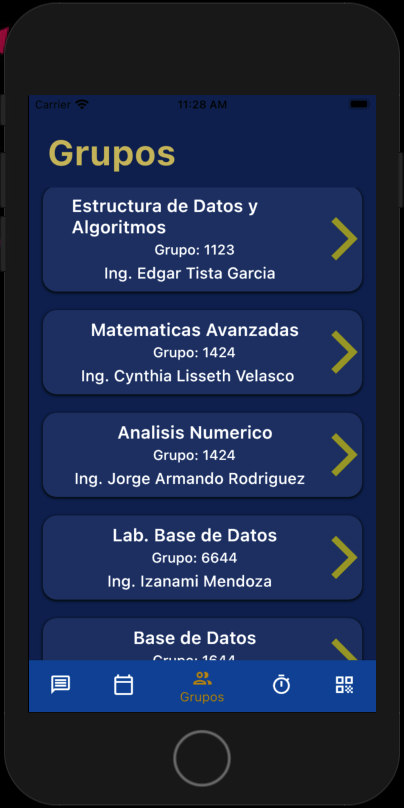 Carrier
11:28 AM
Grupos
Estructura de Datos y
Algoritmos
Grupo: 1123
Ing. Edgar Tista Garcia
Matematicas Avanzadas
Grupo: 1424
Ing. Cynthia Lisseth Velasco
Analisis Numerico
Grupo: 1424
Ing. Jorge Armando Rodriguez
Lab. Base de Datos
Grupo: 6644
Ing. Izanami Mendoza
Base de Datos
Grupo: 1644
Grupos